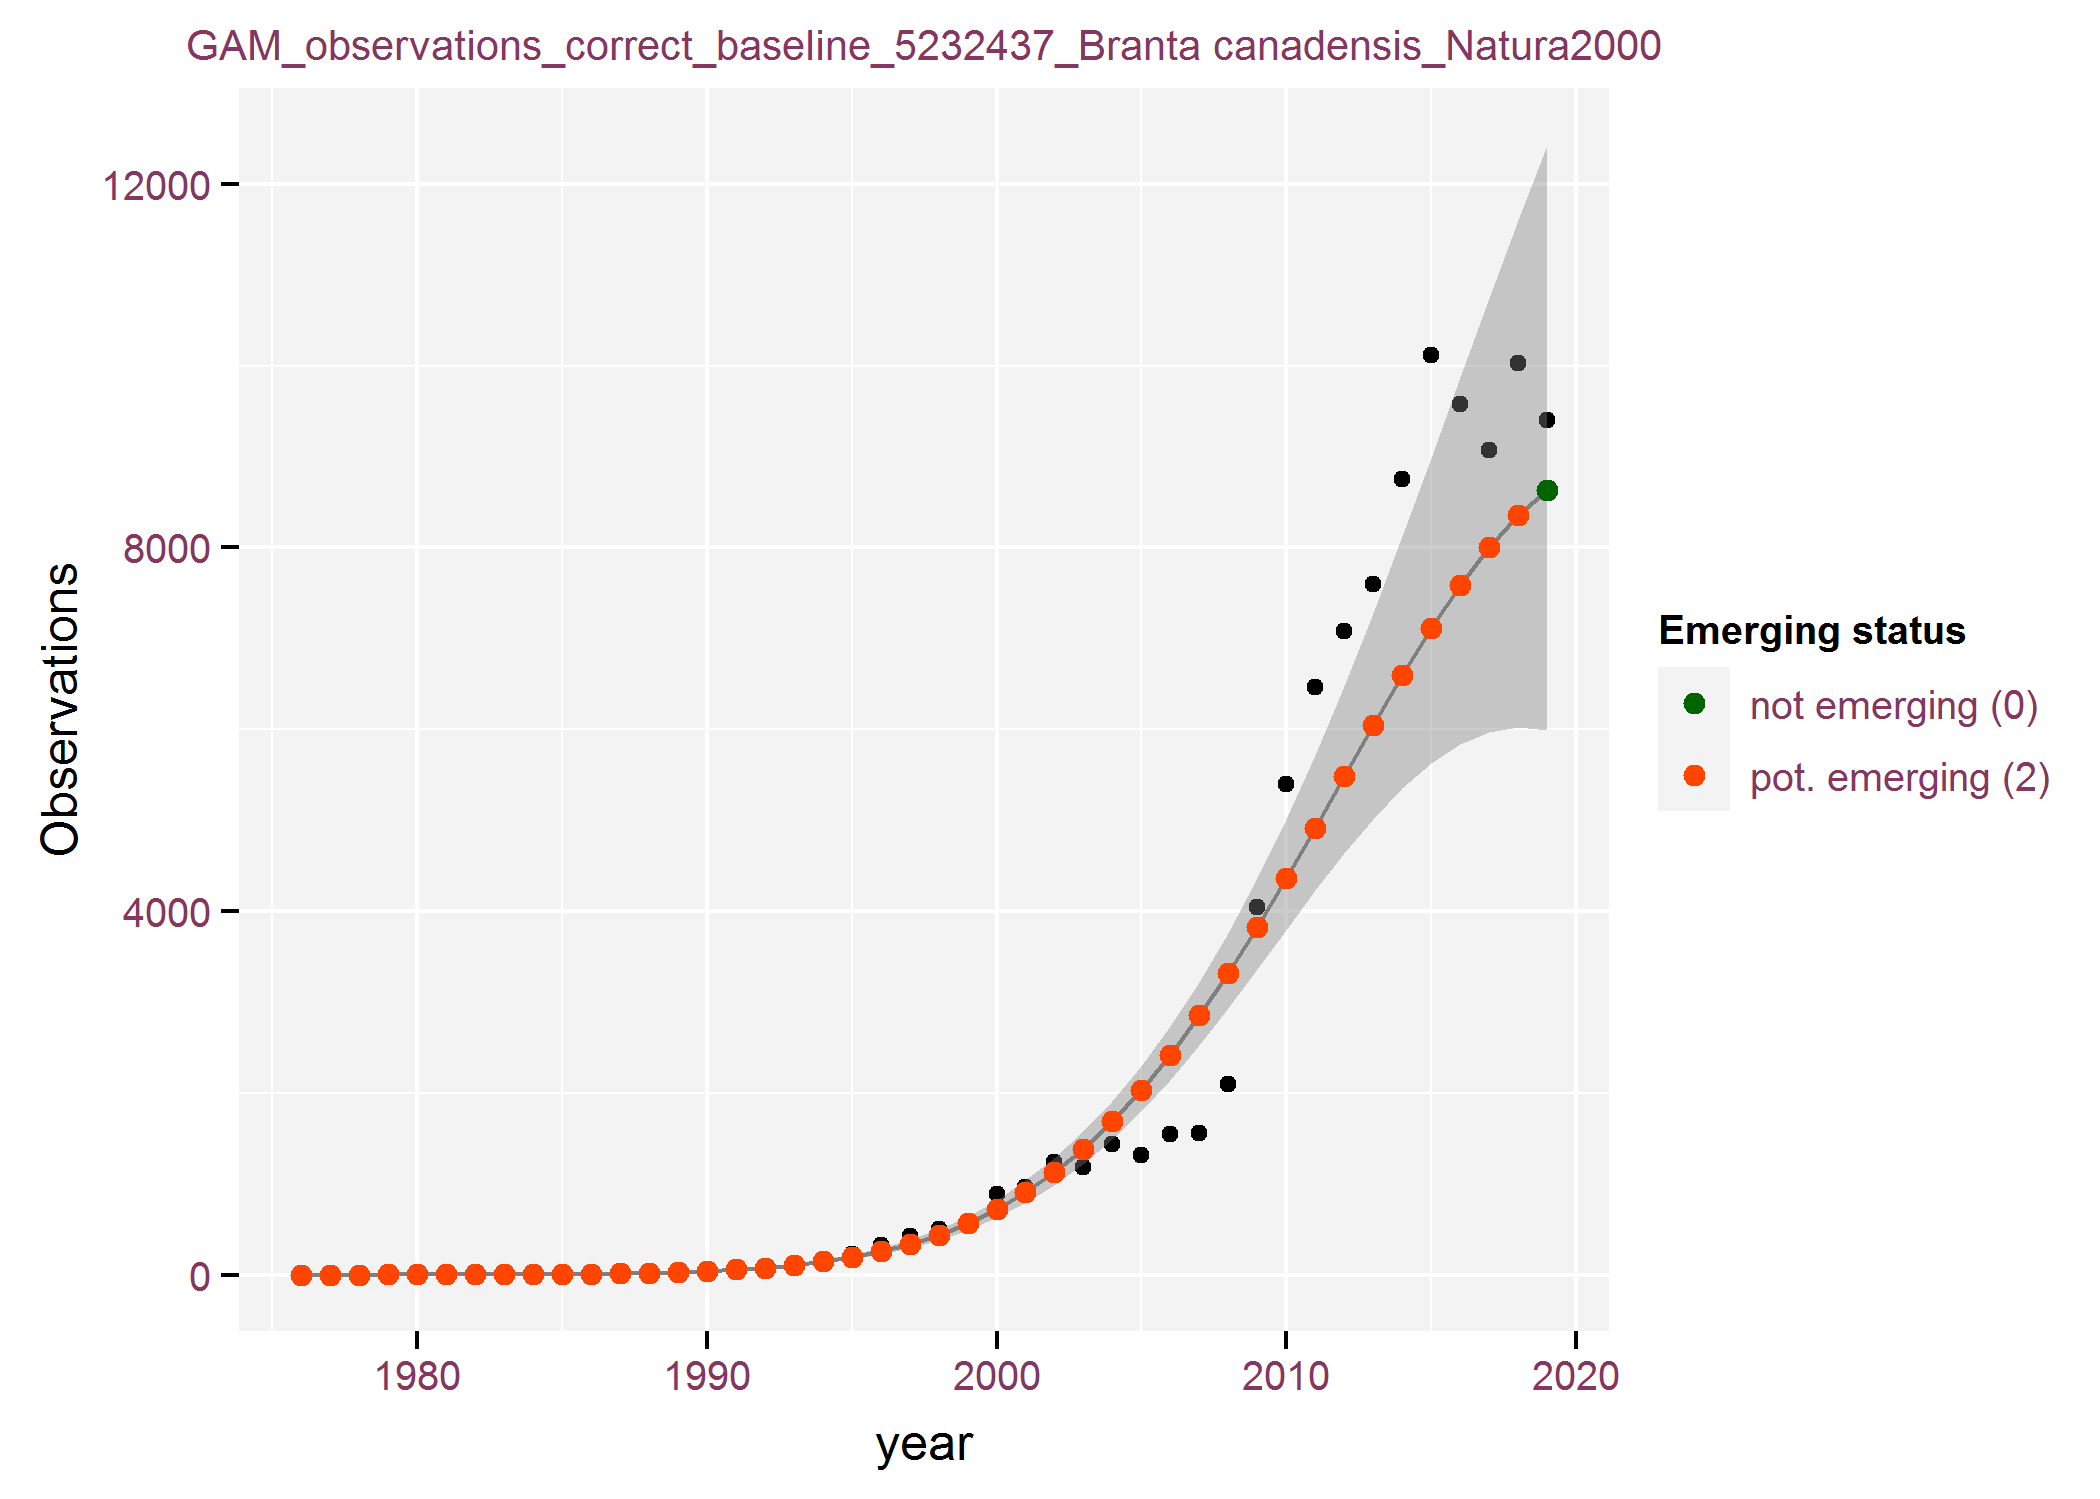 GAM_observations_correct_baseline_5232437_Branta canadensis_Natura2000
12000
8000
4000
0
Observations
1980 1990 2000 2010 2020
year
Emerging status
not emerging (0)
pot. emerging (2)